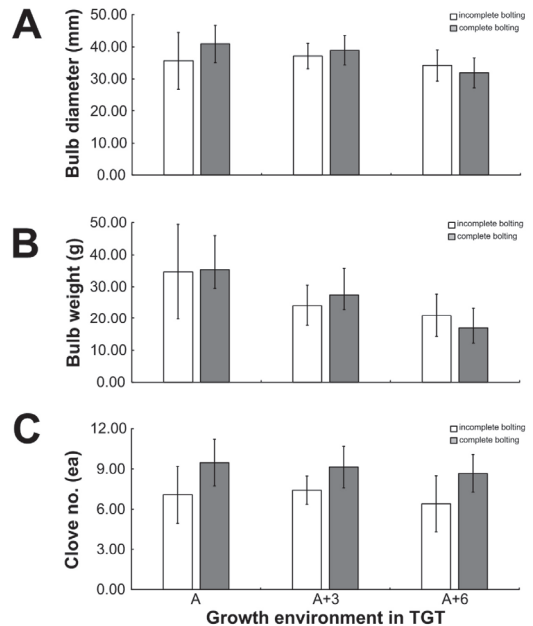 A
Bulb diameter (mm)
50.00
40.00
30.00
20.00
10.00
0.00
incomplete bolting
complete bolting
B
Bulb weight (g)
50.00
40.00
30.00
20.00
10.00
0.00
incomplete bolting
complete bolting
C
Clove no. (ea)
12.00
9.00
6.00
3.00
0.00
incomplete bolting
complete bolting
A A+3 A+6
Growth environment in TGT